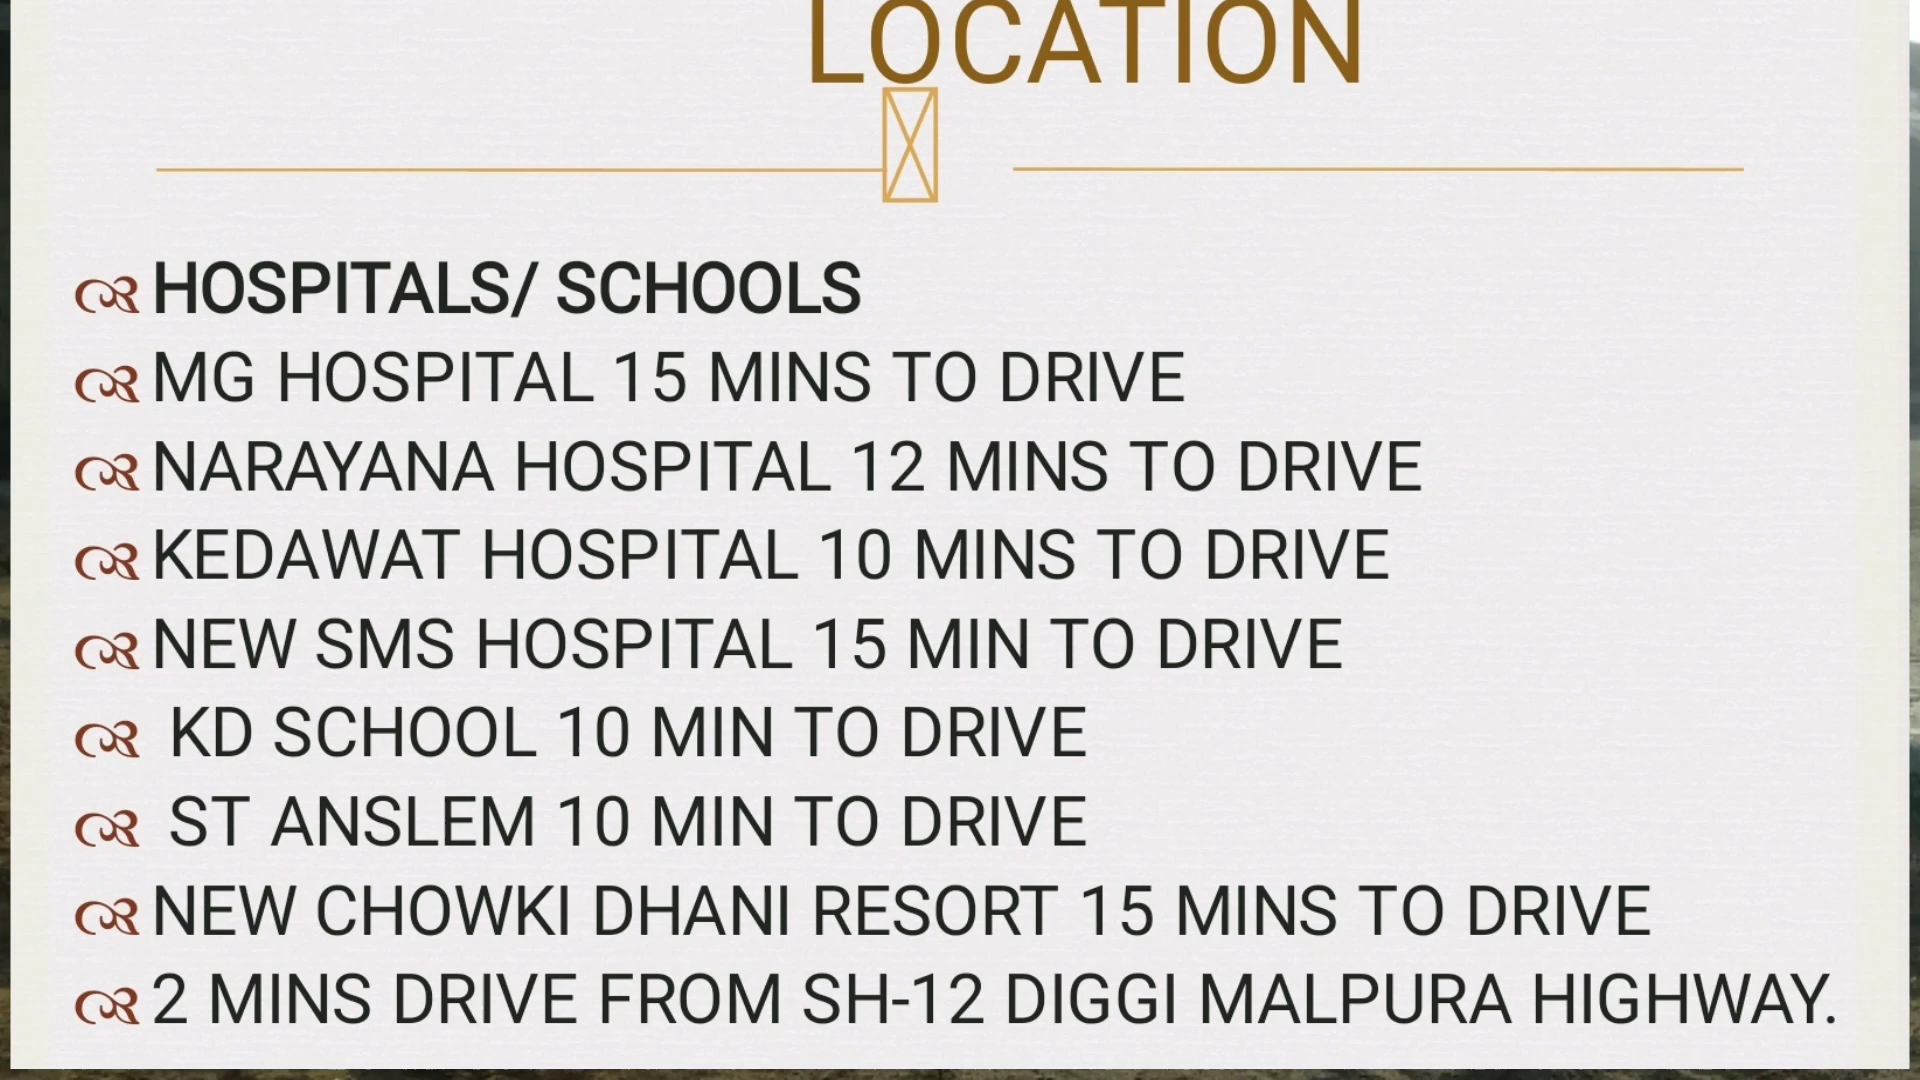 LOCATION
HOSPITALS/ SCHOOLS
MG HOSPITAL 15 MINS TO DRIVE
NARAYANA HOSPITAL 12 MINS TO DRIVE
KEDAWAT HOSPITAL 10 MINS TO DRIVE
NEW SMS HOSPITAL 15 MIN TO DRIVE
KD SCHOOL 10 MIN TO DRIVE
ST ANSLEM 10 MIN TO DRIVE
NEW CHOWKI DHANI RESORT 15 MINS TO DRIVE
2 MINS DRIVE FROM SH-12 DIGGI MALPURA HIGHWAY.